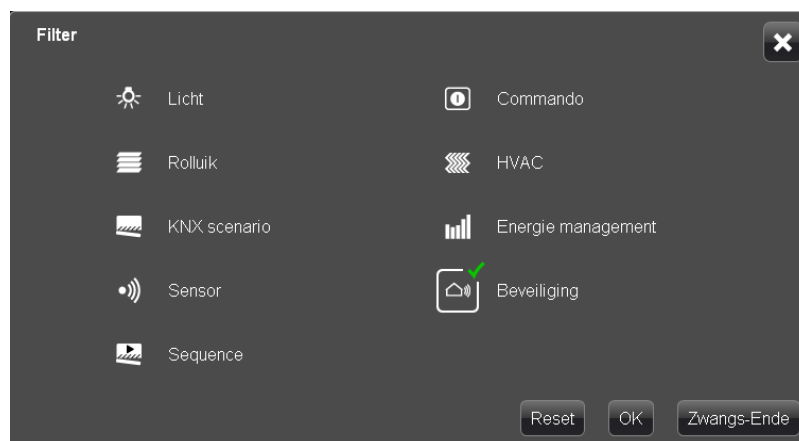 Filter
Licht
Commando
Rolluik
HVAC
KNX scenario
Energie management
Sensor
Beveiliging
Sequence
Reset
OK
Zwangs-Ende